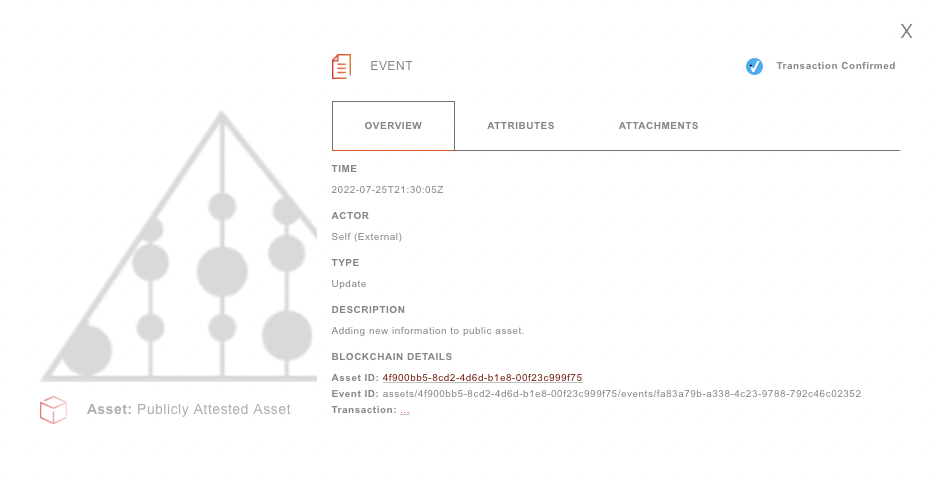 X
EVENT
Transaction Confirmed
OVERVIEW ATTRIBUTES ATTACHMENTS
TIME
2022-07-25T21:30:05Z
ACTOR
Self (External)
TYPE
Update
DESCRIPTION
Adding new information to public asset.
BLOCKCHAIN DETAILS
Asset ID: 4f900bb5-8cd2-4d6d-b1e8-00f23c999f75
Event ID: assets/4f900bb5-8cd2-4d6d-b1e8-00f23c999f75/events/fa83a79b-a338-4c23-9788-792c46c02352
Transaction: ...
Asset: Publicly Attested Asset